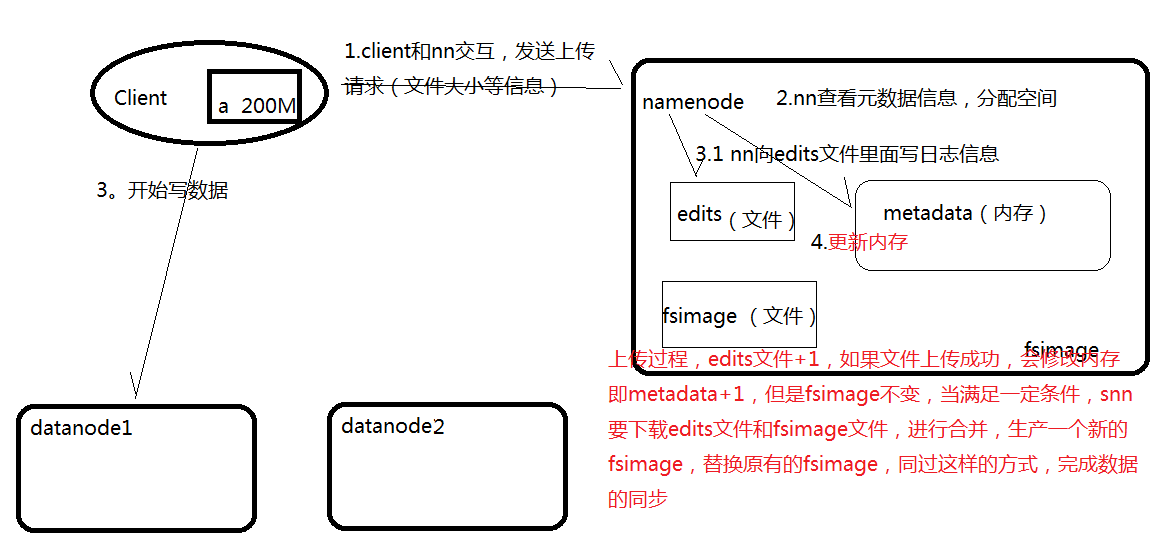 1.client和nn交互，发送上传
请求（文件大小等信息）
Client
a 200M
namenode
2.nn查看元数据信息，分配空间
3.1 nn向edits文件里面写日志信息
3。开始写数据
edits（文件）
metadata（内存）
4.更新内存
fsimage （文件）
fsimage
上传过程，edits文件+1，如果文件上传成功，会修改内存
即metadata+1，但是fsimage不变，当满足一定条件，snn
要下载edits文件和fsimage文件，进行合并，生产一个新的
fsimage，替换原有的fsimage，同过这样的方式，完成数据
的同步
datanode1
datanode2